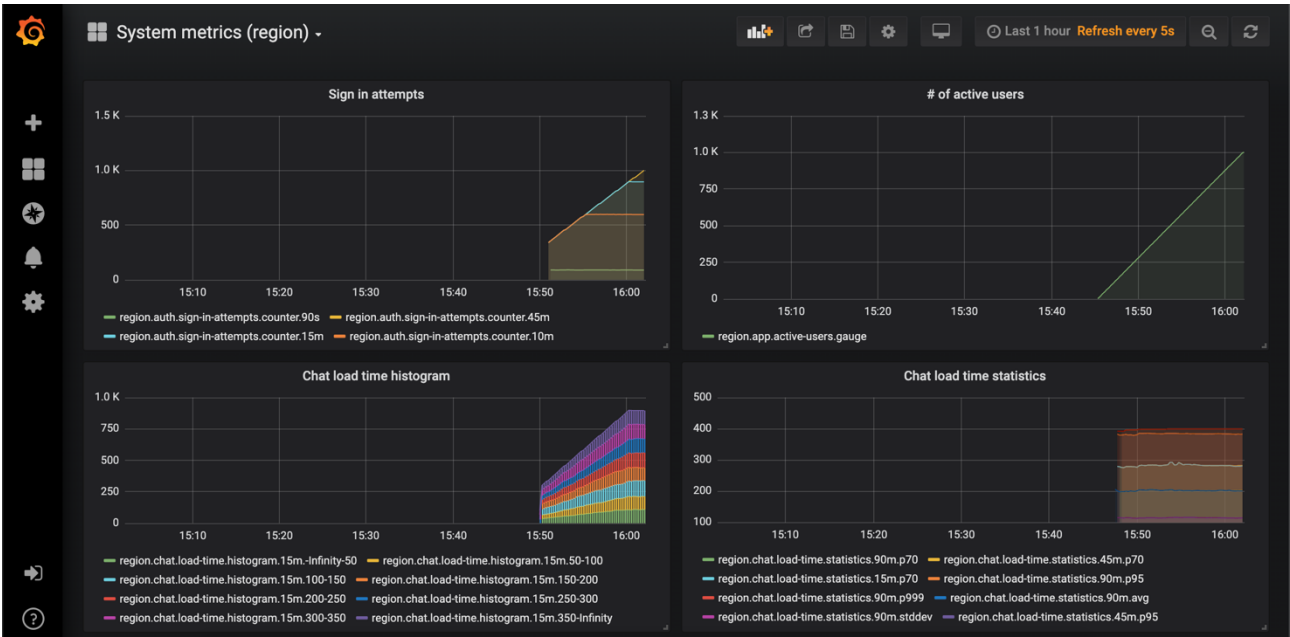 System metrics (region)
Last 1 hour Refresh every 5s
Sign in attempts
1.5 K
1.0 K
500
0
15:10 15:20 15:30 15:40 15:50 16:00
region.auth.sign-in-attempts.counter.90s region.auth.sign-in-attempts.counter.45m
region.auth.sign-in-attempts.counter.15m region.auth.sign-in-attempts.counter.10m
# of active users
1.3 K
1.0 K
750
500
250
0
15:10 15:20 15:30 15:40 15:50 16:00
region.app.active-users.gauge
Chat load time histogram
1.0 K
750
500
250
0
15:10 15:20 15:30 15:40 15:50 16:00
region.chat.load-time.histogram.15m.-Infinity-50 region.chat.load-time.histogram.15m.50-100
region.chat.load-time.histogram.15m.100-150 region.chat.load-time.histogram.15m.150-200
region.chat.load-time.histogram.15m.200-250 region.chat.load-time.histogram.15m.250-300
region.chat.load-time.histogram.15m.300-350 region.chat.load-time.histogram.15m.350-Infinity
Chat load time statistics
500
400
300
200
100
15:10 15:20 15:30 15:40 15:50 16:00
region.chat.load-time.statistics.90m.p70 region.chat.load-time.statistics.45m.p70
region.chat.load-time.statistics.15m.p70 region.chat.load-time.statistics.90m.p95
region.chat.load-time.statistics.90m.p999 region.chat.load-time.statistics.90m.avg
region.chat.load-time.statistics.90m.stddev region.chat.load-time.statistics.45m.p95